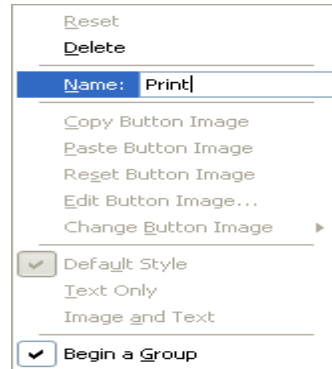 Reset
Delete
Name: Print
Copy Button Image
Paste Button Image
Reset Button Image
Edit Button Image...
Change Button Image
Default Style
Text Only
Image and Text
Begin a Group